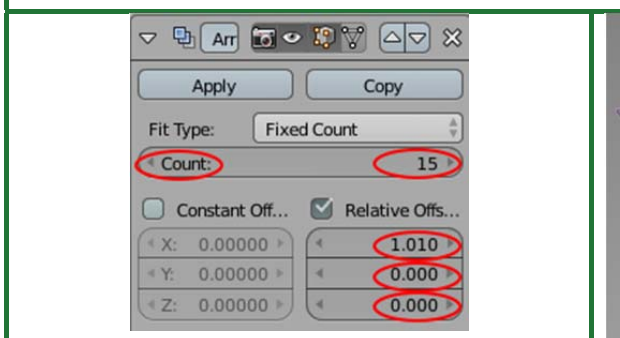 Arr
Apply Copy
Fit Type: Fixed Count
Count: 15
Constant Off... Relative Offs...
X: 0.00000 1.010
Y: 0.00000 0.000
Z: 0.00000 0.000